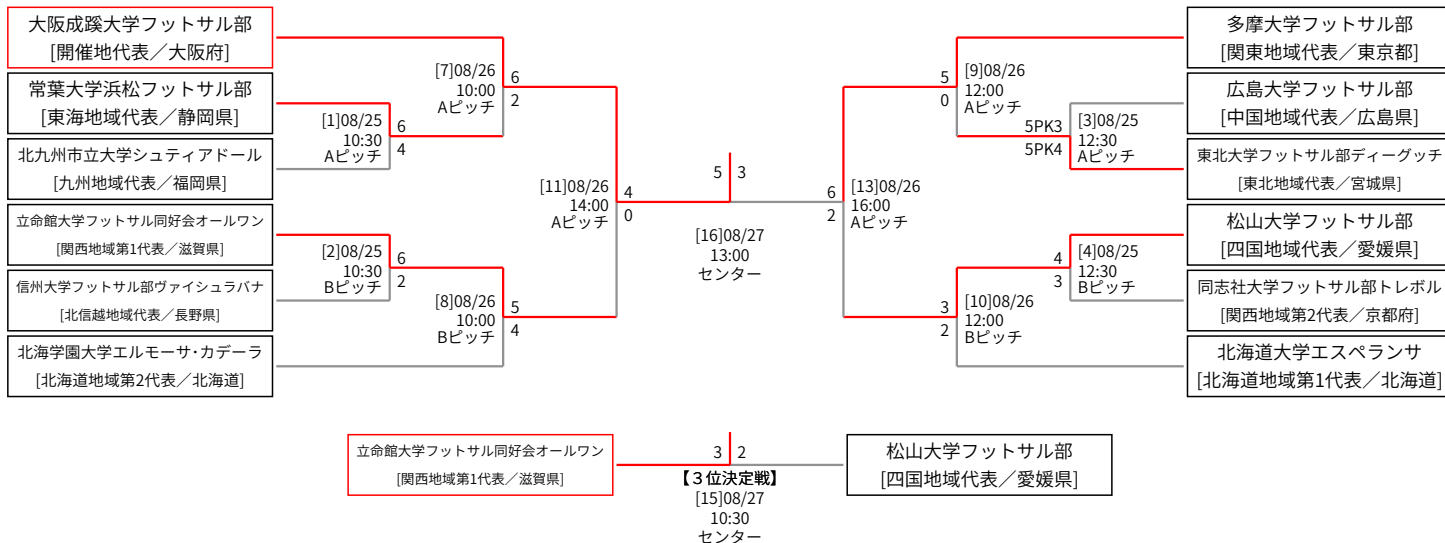 大阪成蹊大学フットサル部
[開催地代表／大阪府]
常葉大学浜松フットサル部
[東海地域代表／静岡県]
北九州市立大学シュティアドール
[九州地域代表／福岡県]
立命館大学フットサル同好会オールワン
[関西地域第1代表／滋賀県]
信州大学フットサル部ヴァイシュラバナ
[北信越地域代表／長野県]
北海学園大学エルモーサ・カデーラ
[北海道地域第2代表／北海道]
[1]08/25
10:30
Aピッチ
6
4
[2]08/25
10:30
Bピッチ
6
2
[7]08/26
10:00
Aピッチ
6
2
[8]08/26
10:00
Bピッチ
5
4
[11]08/26
14:00
Aピッチ
4
0
5 3
[16]08/27
13:00
センター
6
2
[13]08/26
16:00
Aピッチ
5
0
[9]08/26
12:00
Aピッチ
3
2
[10]08/26
12:00
Bピッチ
5PK3
5PK4
[3]08/25
12:30
Aピッチ
4
3
[4]08/25
12:30
Bピッチ
多摩大学フットサル部
[関東地域代表／東京都]
広島大学フットサル部
[中国地域代表／広島県]
東北大学フットサル部ディーグッチ
[東北地域代表／宮城県]
松山大学フットサル部
[四国地域代表／愛媛県]
同志社大学フットサル部トレボル
[関西地域第2代表／京都府]
北海道大学エスペランサ
[北海道地域第1代表／北海道]
立命館大学フットサル同好会オールワン
[関西地域第1代表／滋賀県]
3 2
【３位決定戦】
[15]08/27
10:30
センター
松山大学フットサル部
[四国地域代表／愛媛県]